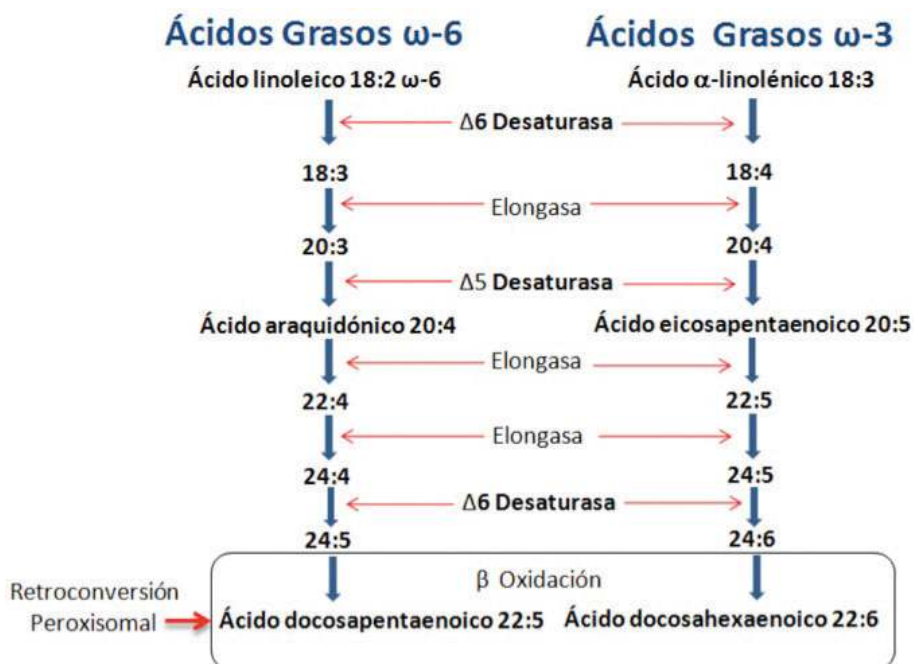 Ácidos Grasos ω-6 Ácidos Grasos ω-3
Ácido linoleico 18:2 ω-6 Ácido α-linolénico 18:3
Δ6 Desaturasa
18:3 18:4
Elongasa
20:3 20:4
Δ5 Desaturasa
Ácido araquidónico 20:4 Ácido eicosapentaenoico 20:5
Elongasa
22:4 22:5
Elongasa
24:4 24:5
Δ6 Desaturasa
24:5 24:6
β Oxidación
Retroconversión
Peroxisomal Ácido docosapentaenoico 22:5 Ácido docosahexaenoico 22:6